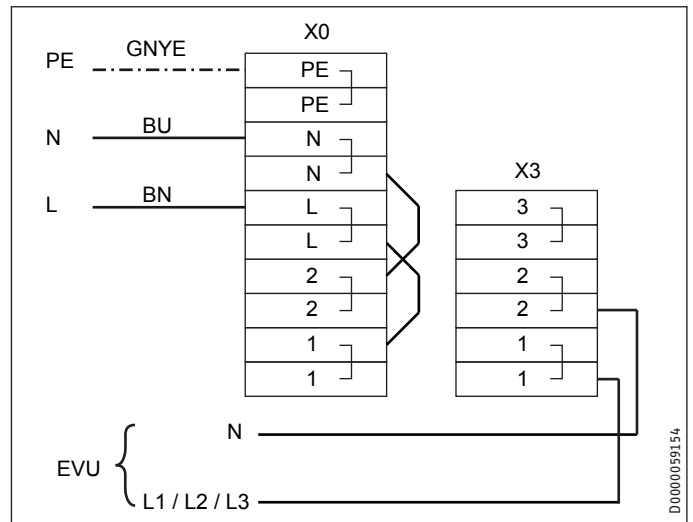 X0
PE GNYE PE
PE
N BU N
N
X3
L BN L 3
L 3
2 2
2 2
1 1
1 1
N
EVU
L1 / L2 / L3
D0000059154